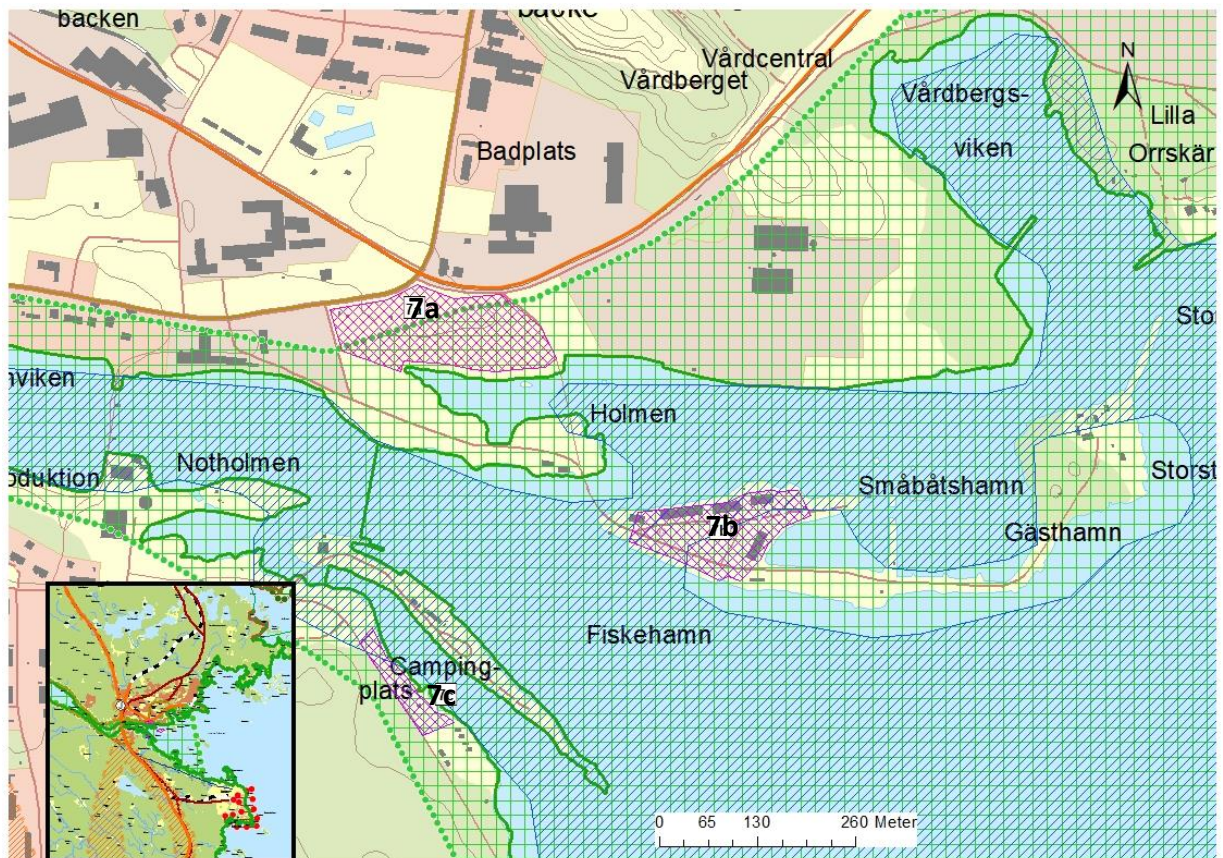 backen
backe
Vårdcentral
Vårdberget
N
Vårdbergs-
viken
Lilla
Orrskär
Badplats
7a
Sto
nviken
Holmen
Notholmen
oduktion
Småbåtshamn
Storst
7b
Gästhamn
Fiskehamn
Camping-
plats
7c
0 65 130 260 Meter